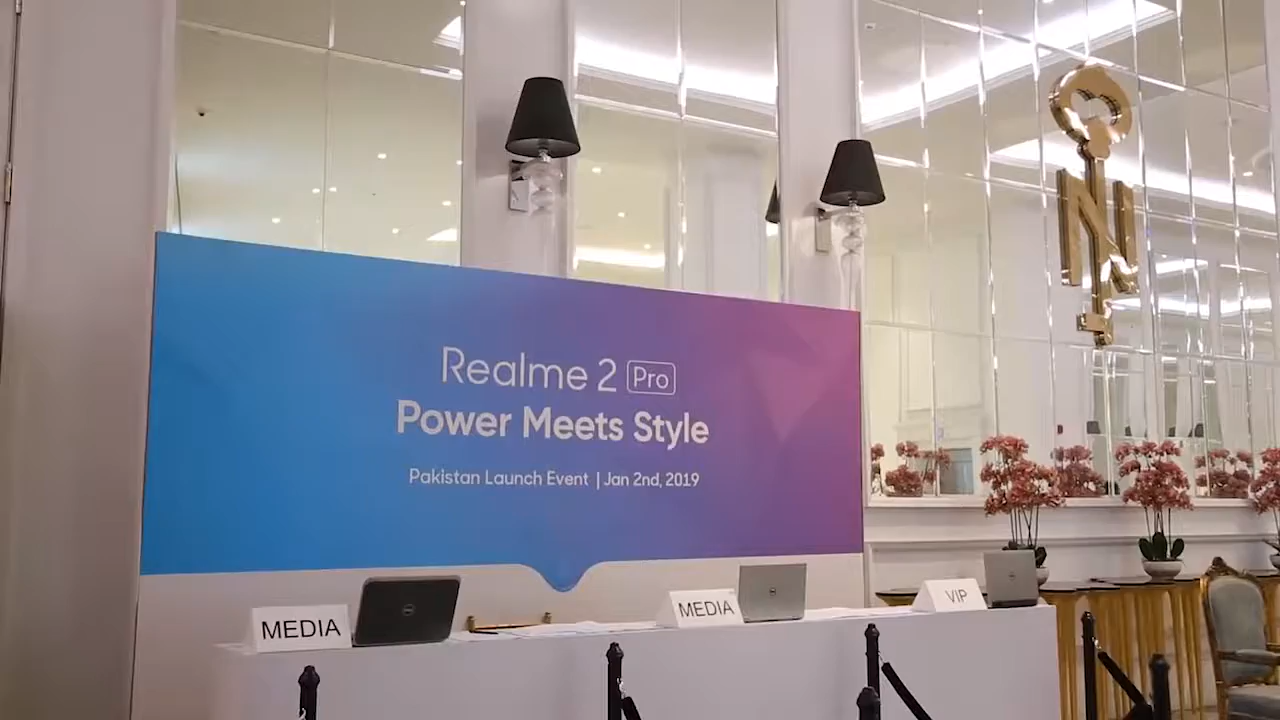 Realme 2 Pro
Power Meets Style
Pakistan Launch Event | Jan 2nd, 2019
MEDIA
MEDIA
VIP
N